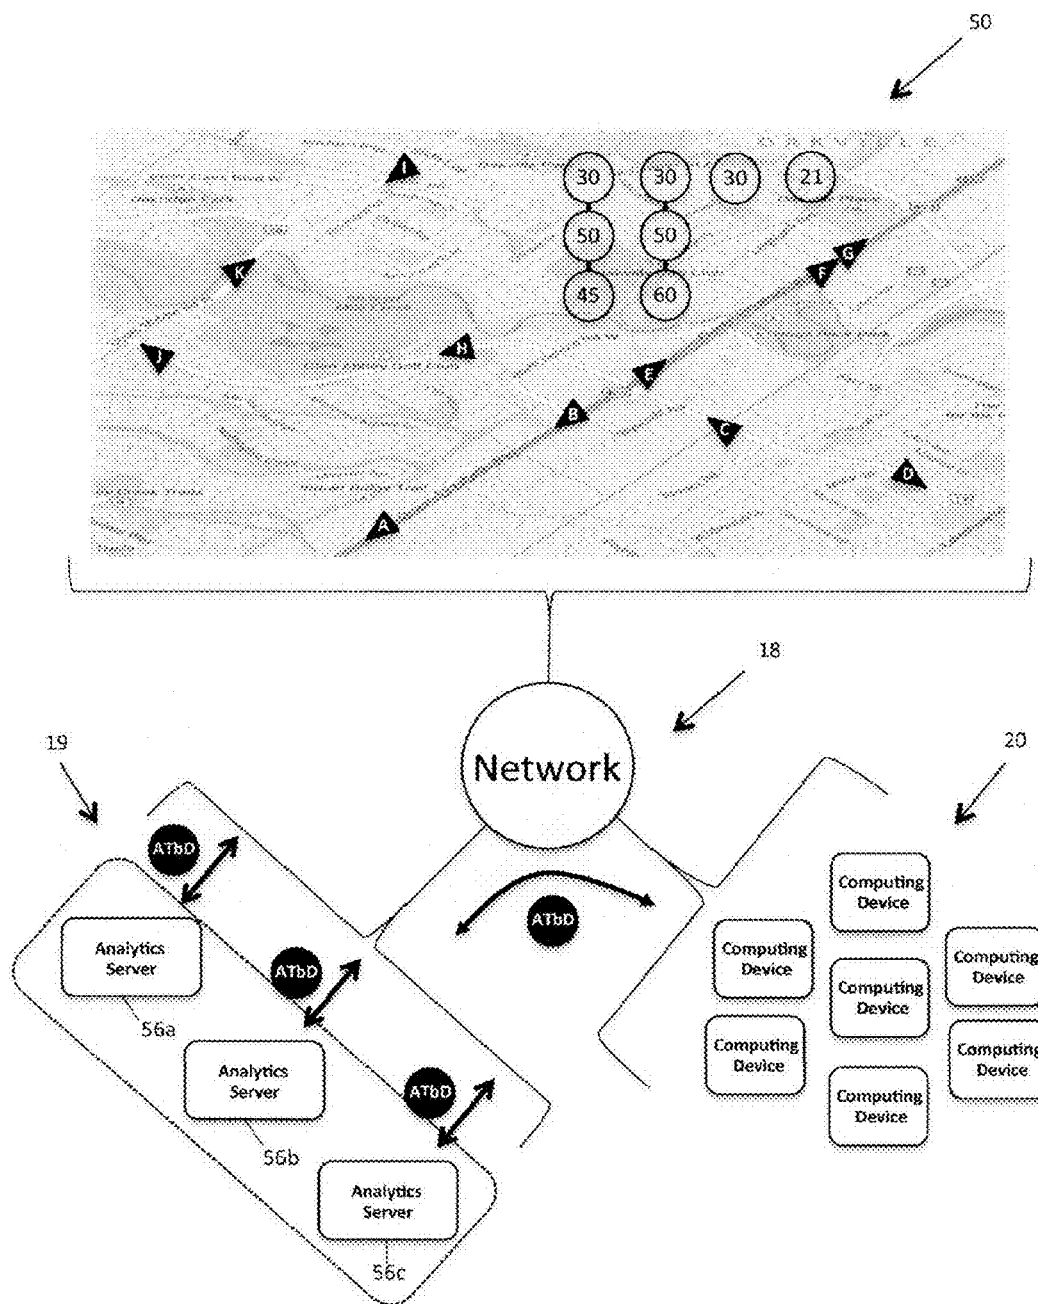 50
I
30 30 30 21
50 50
G
K
F
45 60
J
H
E
B
C
D
A
18
Network
19
20
ATbD
Computing
Device
ATbD
Analytics
Server
Computing
Device
Computing
Device
ATbD
Computing
Device
56a
Computing
Device
Computing
Device
Analytics
Server
ATbD
Computing
Device
56b
Analytics
Server
56c